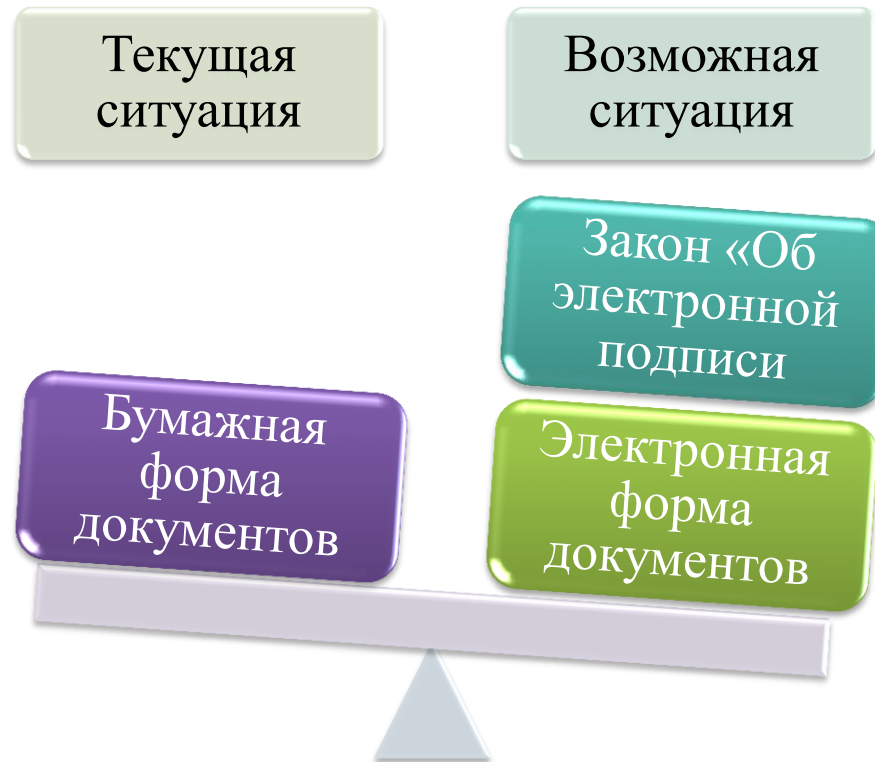 Текущая
ситуация
Возможная
ситуация
Закон «Об
электронной
подписи
Электронная
форма
документов
Бумажная
форма
документов